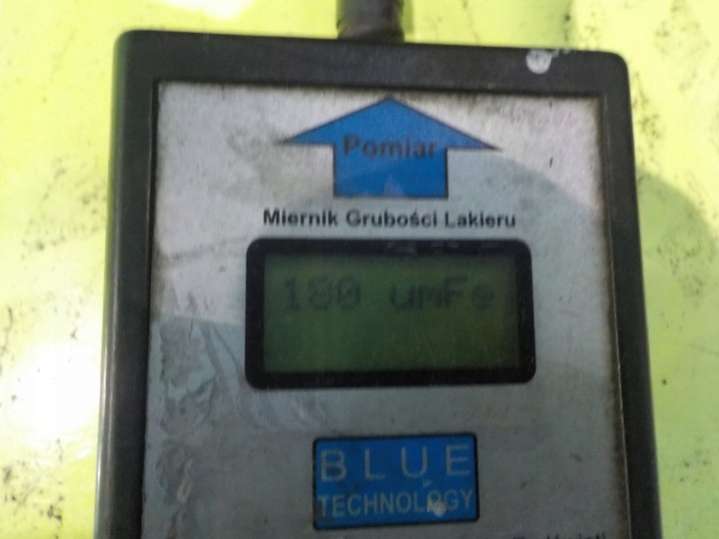 Pomiar
Miernik Grubości Lakieru
180 umFe
BLUE
TECHNOLOGY